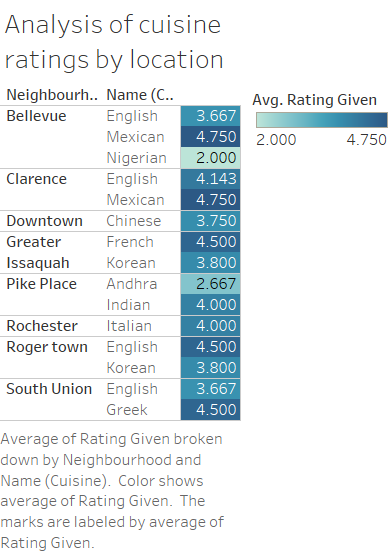 Analysis of cuisine
ratings by location
Neighbourh.. Name (C..
Avg. Rating Given
2.000 4.750
Bellevue English 3.667
Mexican 4.750
Nigerian 2.000
Clarence English 4.143
Mexican 4.750
Downtown Chinese 3.750
Greater French 4.500
Issaquah Korean 3.800
Pike Place Andhra 2.667
Indian 4.000
Rochester Italian 4.000
Roger town English 4.500
Korean 3.800
South Union English 3.667
Greek 4.500
Average of Rating Given broken
down by Neighbourhood and
Name (Cuisine). Color shows
average of Rating Given. The
marks are labeled by average of
Rating Given.